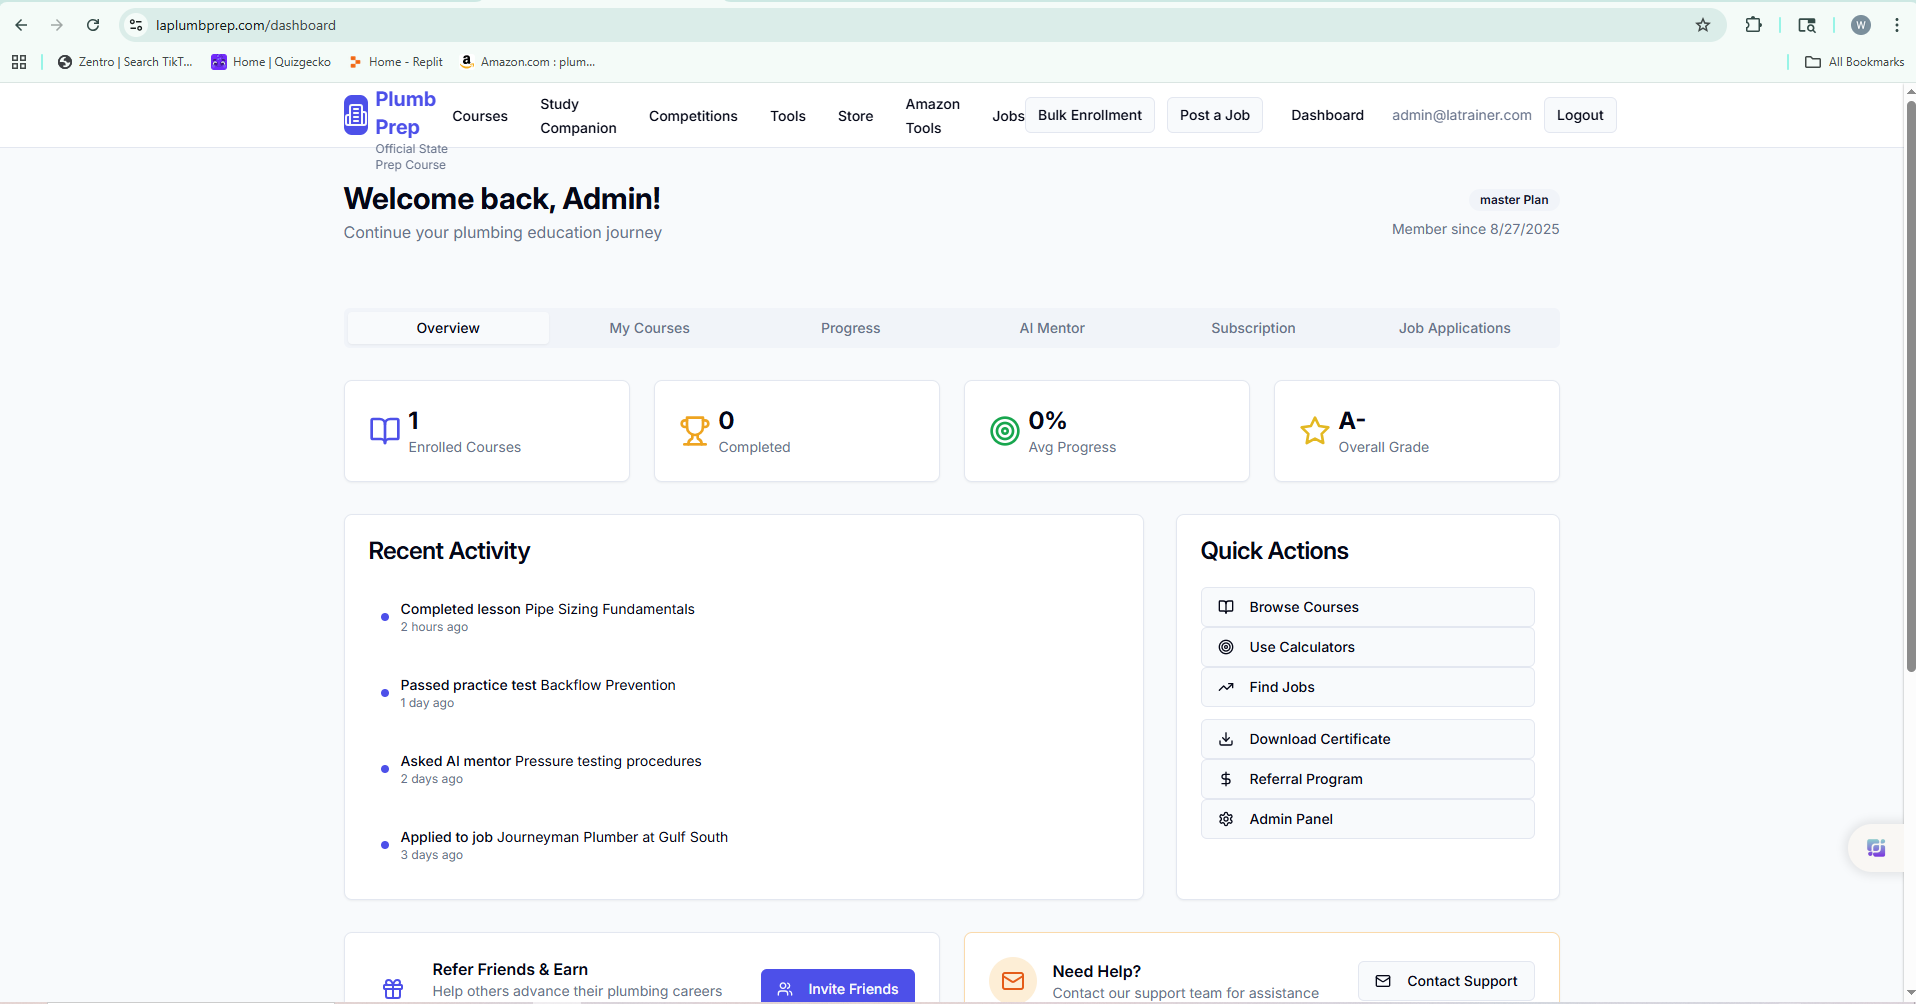 laplumbprep.com/dashboard
W
Zentro | Search TikT...
Home | Quizgecko
Home - Replit
Amazon.com : plum...
All Bookmarks
Plumb
Prep
Official State
Prep Course
Courses
Study
Companion
Competitions
Tools
Store
Amazon
Tools
Jobs
Bulk Enrollment
Post a Job
Dashboard
admin@latrainer.com
Logout
Welcome back, Admin!
Continue your plumbing education journey
master Plan
Member since 8/27/2025
Overview
My Courses
Progress
AI Mentor
Subscription
Job Applications
1
Enrolled Courses
0
Completed
0%
Avg Progress
A-
Overall Grade
Recent Activity
Completed lesson Pipe Sizing Fundamentals
2 hours ago
Passed practice test Backflow Prevention
1 day ago
Asked AI mentor Pressure testing procedures
2 days ago
Applied to job Journeyman Plumber at Gulf South
3 days ago
Quick Actions
Browse Courses
Use Calculators
Find Jobs
Download Certificate
Referral Program
Admin Panel
Refer Friends & Earn
Help others advance their plumbing careers
Invite Friends
Need Help?
Contact our support team for assistance
Contact Support